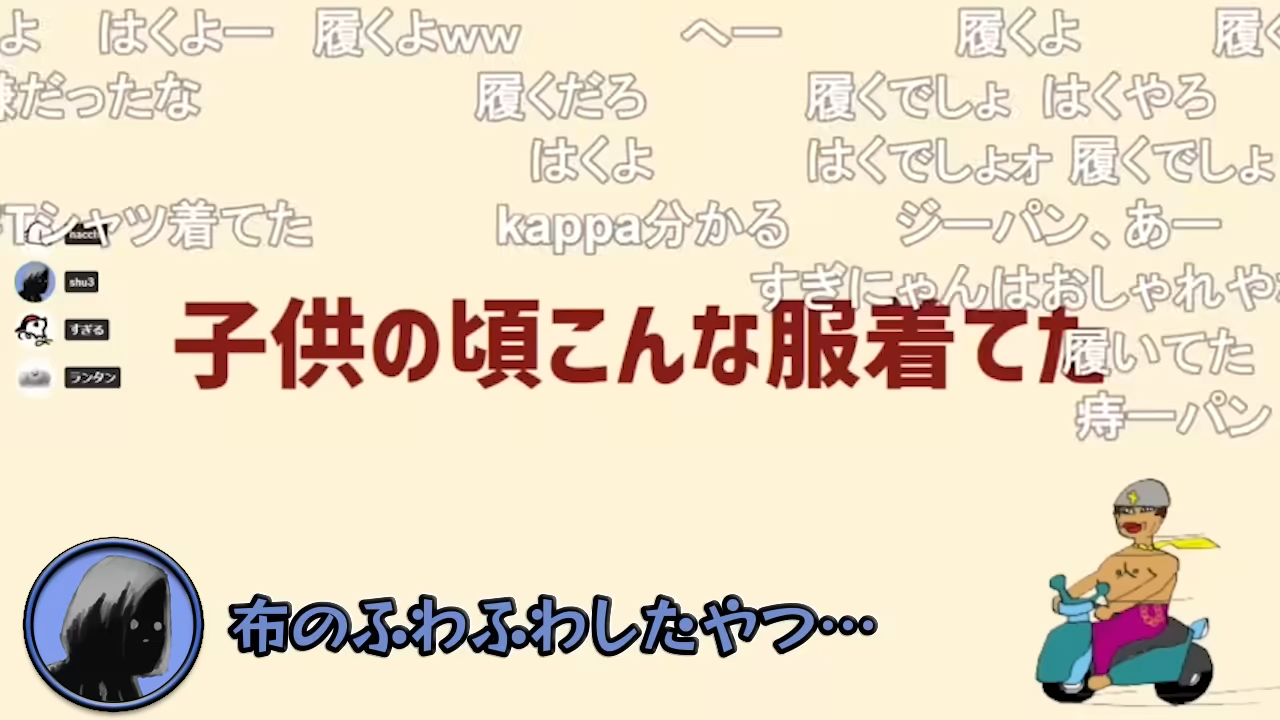 よ はくよー 履くよww へー 履くよ 履く
嫌だったな 履くだろ 履くでしょ はくやろ
はくよ はくでしょォ 履くでしょ
Tシャツ着てた kappa分かる ジーパン、あー
nacchi
shu3
すぎにゃんはおしゃれやね
すぎる
子供の頃こんな服着てた
履いてた
ランタン
痔ーパン
布のふわふわしたやつ…